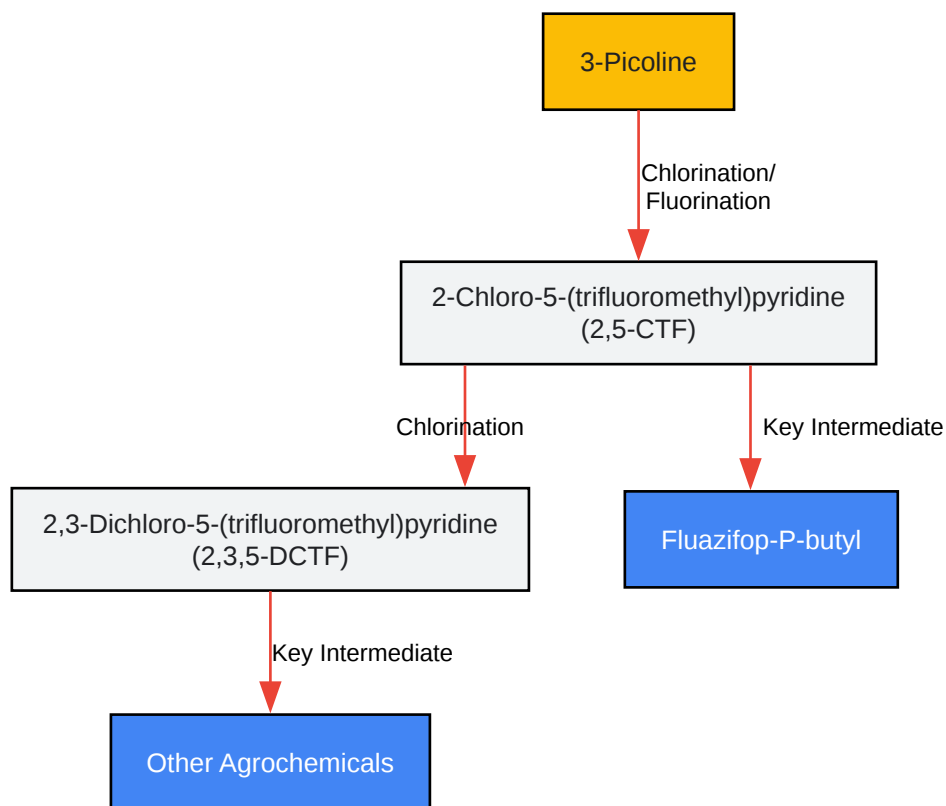 3-Picoline
Chlorination/
Fluorination
2-Chloro-5-(trifluoromethyl)pyridine
(2,5-CTF)
Chlorination
Key Intermediate
2,3-Dichloro-5-(trifluoromethyl)pyridine
(2,3,5-DCTF)
Fluazifop-P-butyl
Key Intermediate
Other Agrochemicals